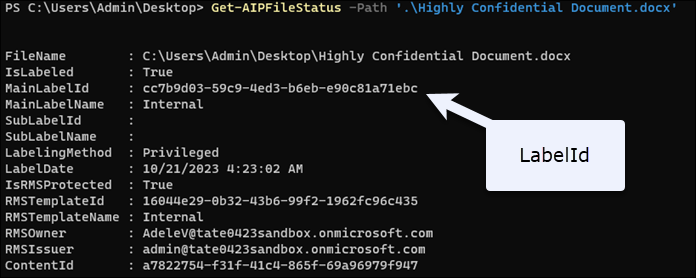 PS C:\Users\Admin\Desktop> Get-AIPFileStatus -Path '.\Highly Confidential Document.docx'
FileName : C:\Users\Admin\Desktop\Highly Confidential Document.docx
IsLabeled : True
MainLabelId : cc7b9d03-59c9-4ed3-b6eb-e90c81a71ebc
MainLabelName : Internal
SubLabelId :
SubLabelName :
LabelingMethod : Privileged
LabelDate : 10/21/2023 4:23:02 AM
IsRMSProtected : True
RMSTemplateId : 16044e29-0b32-43b6-99f2-1962fc96c435
RMSTemplateName : Internal
RMSOwner : AdeleV@tate0423sandbox.onmicrosoft.com
RMSIssuer : admin@tate0423sandbox.onmicrosoft.com
ContentId : a7822754-f31f-41c4-865f-69a96979f947
LabelId